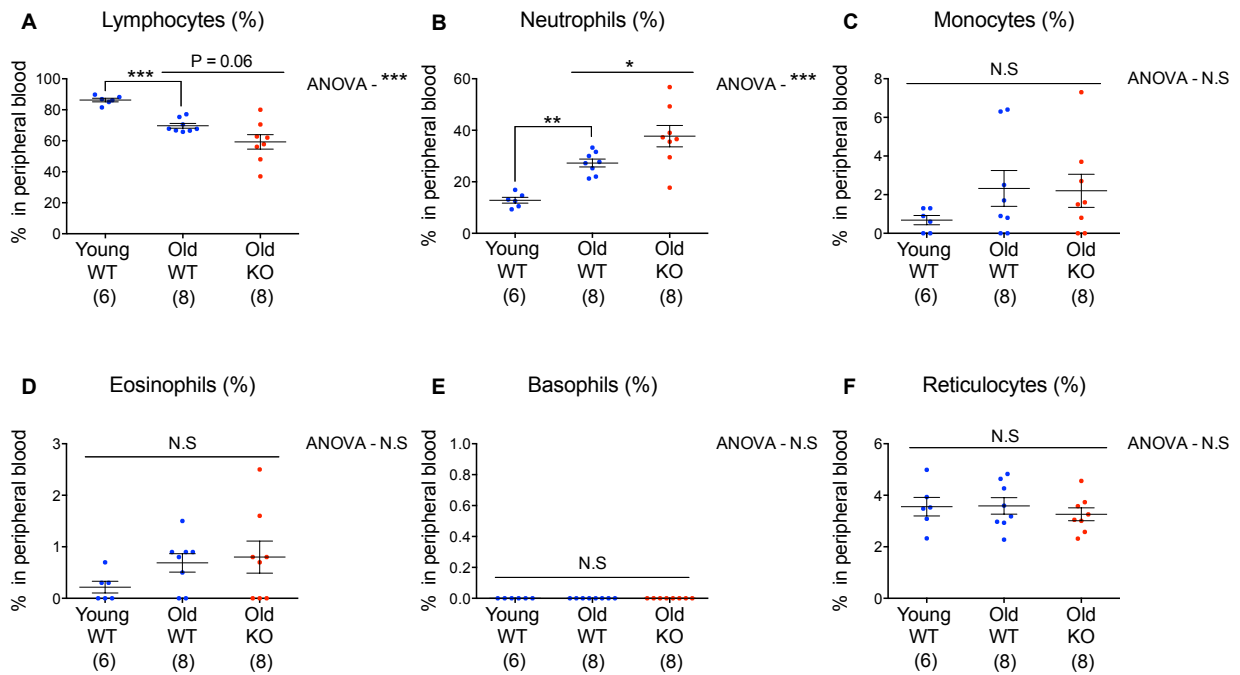 A Lymphocytes (%)
P = 0.06
***
ANOVA - ***
% in peripheral blood
100
80
60
40
20
0
Young WT (6)
Old WT (8)
Old KO (8)
B Neutrophils (%)
*
**
ANOVA - ***
% in peripheral blood
60
40
20
0
Young WT (6)
Old WT (8)
Old KO (8)
C Monocytes (%)
N.S
ANOVA - N.S
% in peripheral blood
8
6
4
2
0
Young WT (6)
Old WT (8)
Old KO (8)
D Eosinophils (%)
N.S
ANOVA - N.S
% in peripheral blood
3
2
1
0
Young WT (6)
Old WT (8)
Old KO (8)
E Basophils (%)
ANOVA - N.S
N.S
% in peripheral blood
1.0
0.8
0.6
0.4
0.2
0.0
Young WT (6)
Old WT (8)
Old KO (8)
F Reticulocytes (%)
N.S
ANOVA - N.S
% in peripheral blood
6
4
2
0
Young WT (6)
Old WT (8)
Old KO (8)